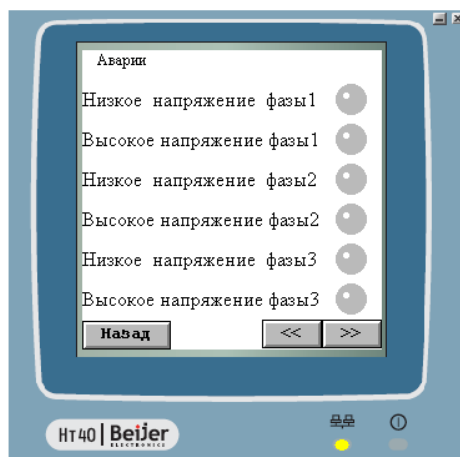 Аварии
Низкое напряжение фазы1
Высокое напряжение фазы1
Низкое напряжение фазы2
Высокое напряжение фазы2
Низкое напряжение фазы3
Высокое напряжение фазы3
Назад << >>
HT40 | Beijer
ELECTRONICS